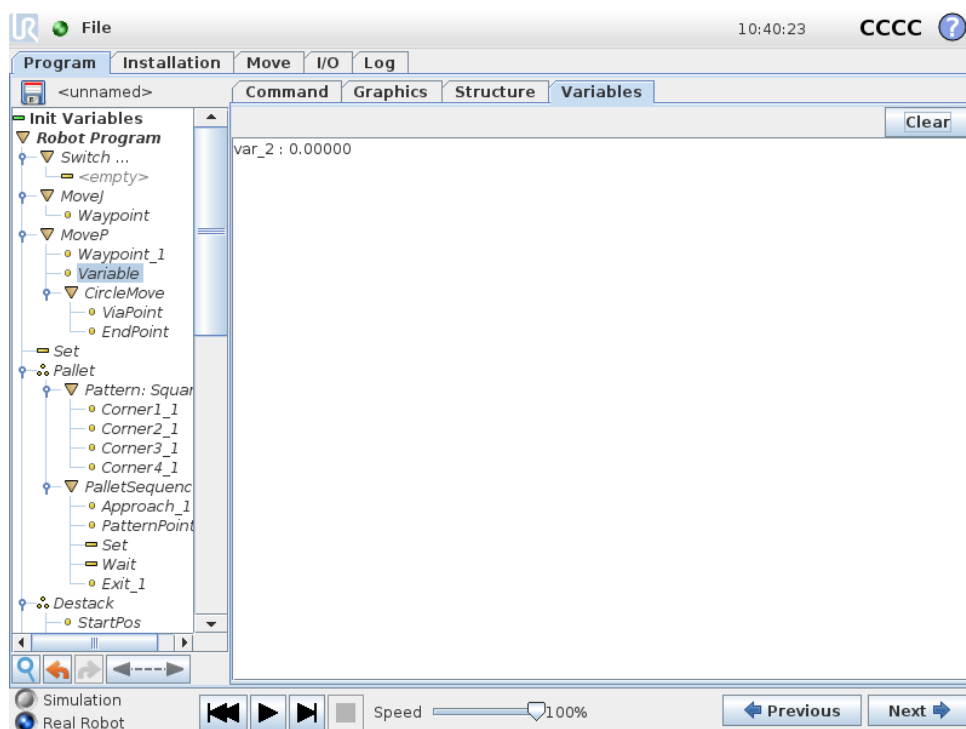 UR File 10:40:23 CCCC ?
Program Installation Move I/O Log
<unnamed> Command Graphics Structure Variables
Init Variables Clear
Robot Program
var_2 : 0.00000
Switch ...
<empty>
MoveJ
Waypoint
MoveP
Waypoint_1
Variable
CircleMove
ViaPoint
EndPoint
Set
Pallet
Pattern: Squar
Corner1_1
Corner2_1
Corner3_1
Corner4_1
PalletSequenc
Approach_1
PatternPoint
Set
Wait
Exit_1
Destack
StartPos
Simulation
Real Robot
Speed 100% Previous Next